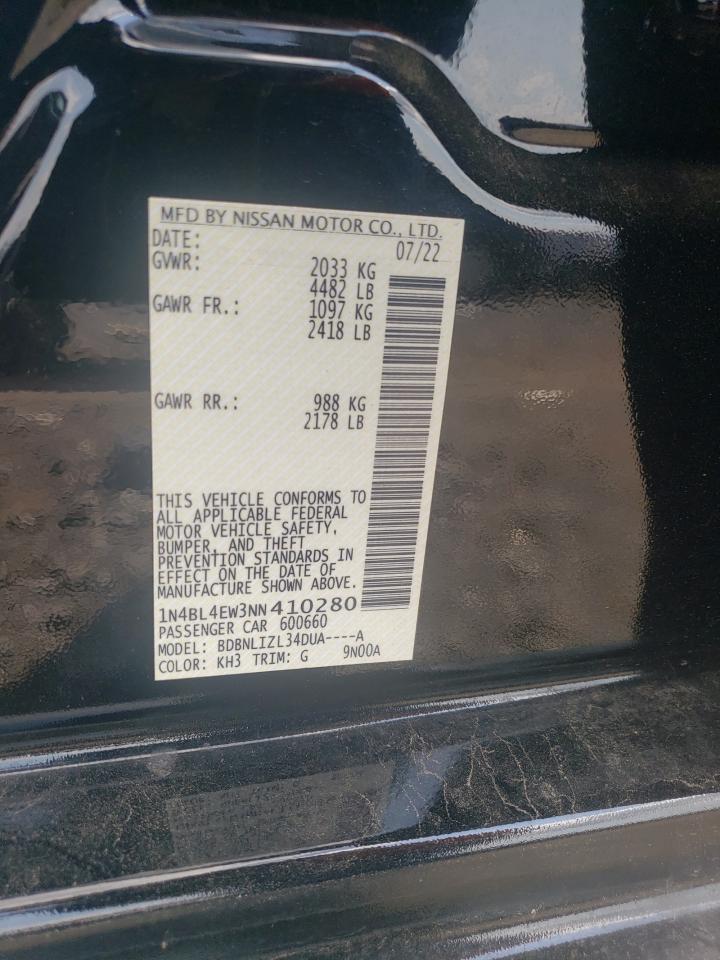 MFD BY NISSAN MOTOR CO., LTD.
DATE: 07/22
GVWR: 2033 KG
4482 LB
GAWR FR.: 1097 KG
2418 LB
GAWR RR.: 988 KG
2178 LB
THIS VEHICLE CONFORMS TO
ALL APPLICABLE FEDERAL
MOTOR VEHICLE SAFETY,
BUMPER, AND THEFT
PREVENTION STANDARDS IN
EFFECT ON THE DATE OF
MANUFACTURE SHOWN ABOVE.
1N4BL4EW3NN410280
PASSENGER CAR 600660
MODEL: BDBNLIZL34DUA----A
COLOR: KH3 TRIM: G 9N00A